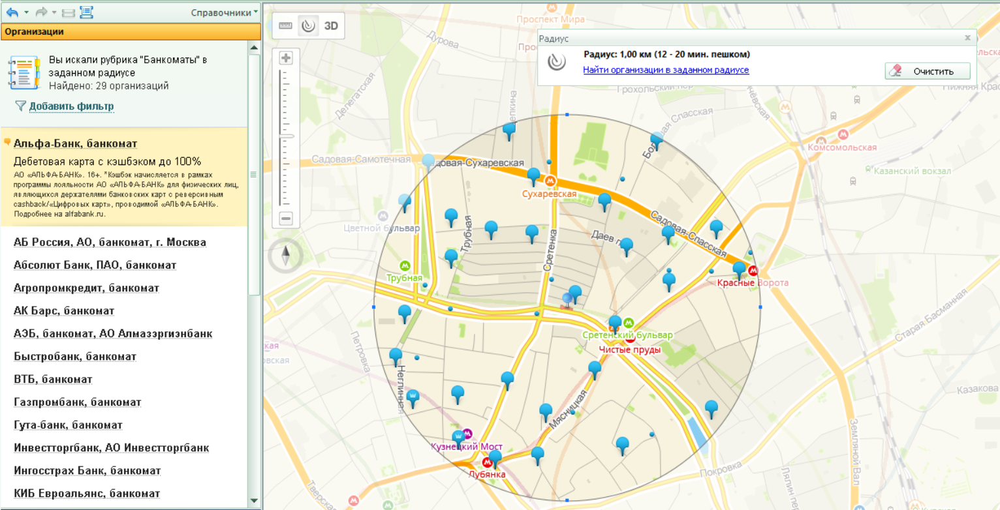 Справочники
Организации
Вы искали рубрика "Банкоматы" в
заданном радиусе
Найдено: 29 организаций
Добавить фильтр
Альфа-Банк, банкомат
Дебетовая карта с кэшбэком до 100%
АО «АЛЬФА-БАНК». 16+. *Кэшбэк начисляется в рамках
программы лояльности АО «АЛЬФА-БАНК» для физических лиц,
являющихся держателями банковских карт с реверсивным
cashback/«Цифровых карт», проводимой «АЛЬФА-БАНК».
Подробнее на alfabank.ru.
АБ Россия, АО, банкомат, г. Москва
Абсолют Банк, ПАО, банкомат
Агропромкредит, банкомат
АК Барс, банкомат
АЭБ, банкомат, АО Алмазэргиэнбанк
Быстробанк, банкомат
ВТБ, банкомат
Газпромбанк, банкомат
Гута-банк, банкомат
Инвестторгбанк, АО Инвестторгбанк
Ингосстрах Банк, банкомат
КИБ Евроальянс, банкомат
3D
Радиус
x
Радиус: 1,00 км (12 - 20 мин. пешком)
Найти организации в заданном радиусе
Очистить
Проспект Мира
Дурова
Делегатская
Грохольский пер
Нижняя Крас
Большая Спасская
Комсомольская
Казанский вокзал
Садовая-Самотечная
довая-Сухаревская
Сухаревская
Цветной бульвар
Трубная
Сретенка
Даев п
Садовая-Спасская
Трубная
Красные Ворота
Старая Басманная
Сретенский бульвар
Чистые пруды
Петровка
Неглинная
Мясницкая
Казакова
Кузнецкий Мост
Лубянка
Покровка
Земляной Вал
Лялин пер
Тверска